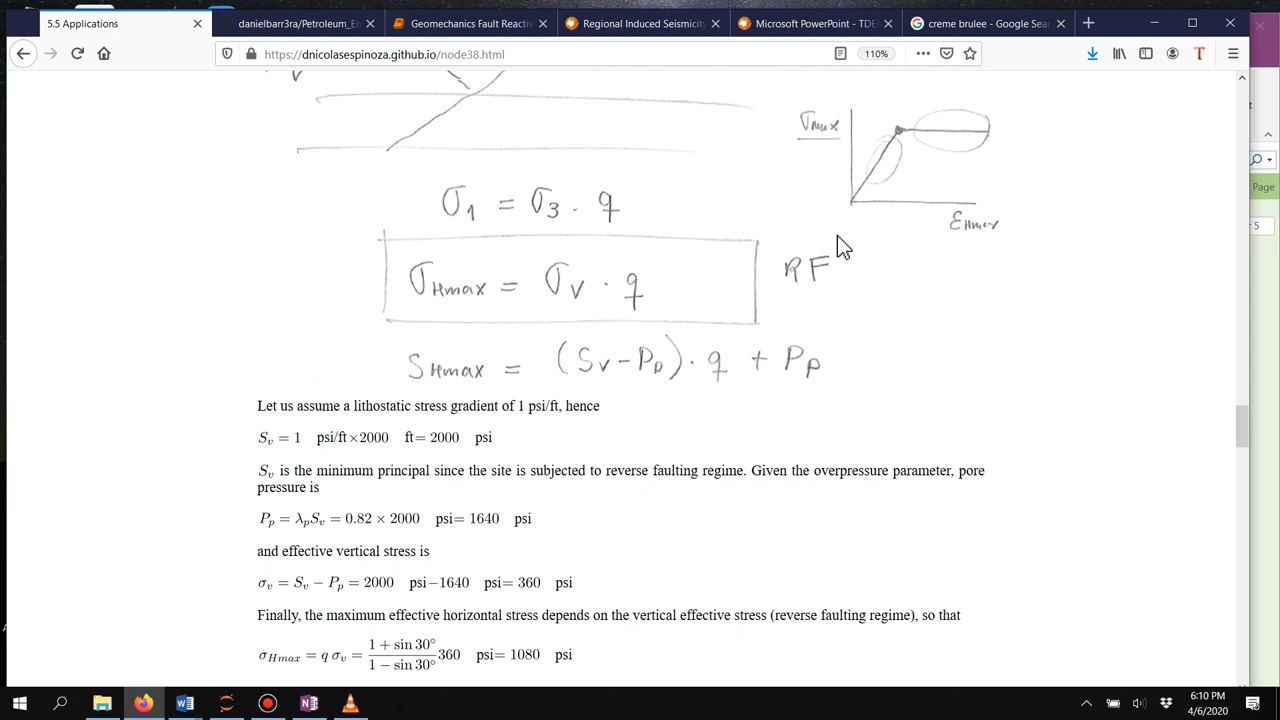 5.5 Applications
danielbarr3ra/Petroleum_En
Geomechanics Fault Reacti
Regional Induced Seismicity
Microsoft PowerPoint - TDE
creme brulee - Google Sear
https://dnicolasespinoza.github.io/node38.html
110%
V
σHmax
εHmax
σ1 = σ3 · q
σHmax = σv · q
RF
SHmax = (Sv - Pp) · q + Pp
Let us assume a lithostatic stress gradient of 1 psi/ft, hence
Sv = 1 psi/ft×2000 ft= 2000 psi
Sv is the minimum principal since the site is subjected to reverse faulting regime. Given the overpressure parameter, pore
pressure is
Pp = λpSv = 0.82 × 2000 psi= 1640 psi
and effective vertical stress is
σv = Sv − Pp = 2000 psi−1640 psi= 360 psi
Finally, the maximum effective horizontal stress depends on the vertical effective stress (reverse faulting regime), so that
σHmax = q σv = (1 + sin 30°)/(1 − sin 30°) 360 psi= 1080 psi
Page
5
6:10 PM
4/6/2020